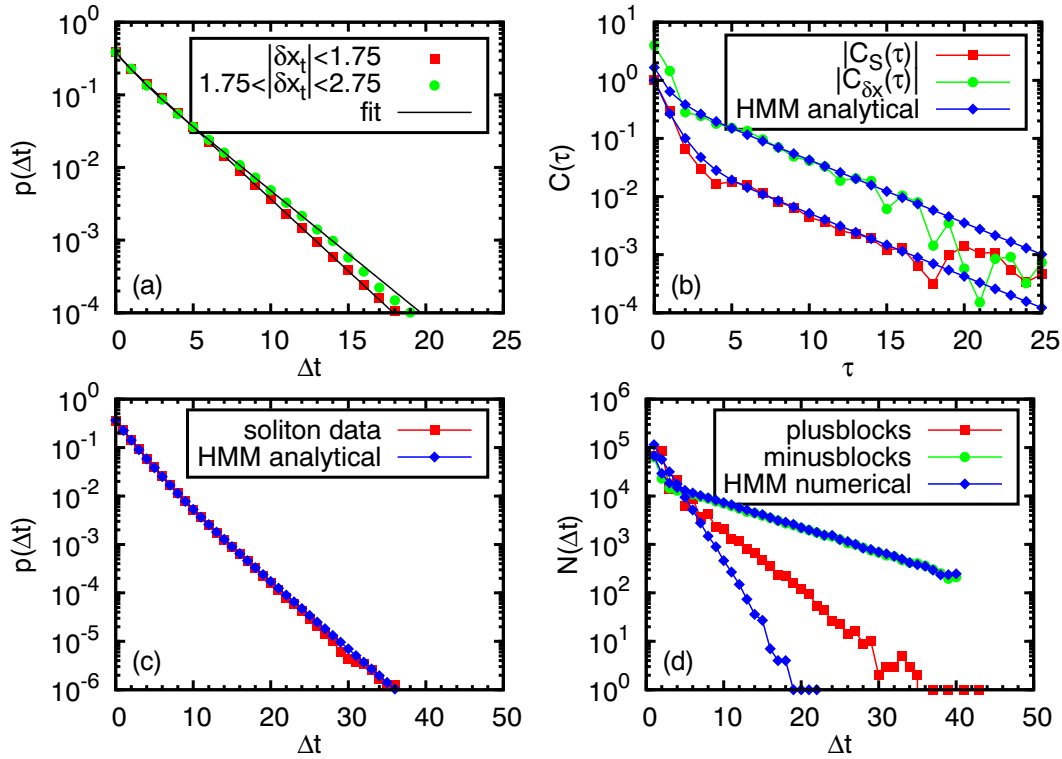 10^0
10^-1
10^-2
10^-3
10^-4
p(Δt)
|δx_t|<1.75
1.75<|δx_t|<2.75
fit
(a)
0 5 10 15 20 25
Δt
10^1
10^0
10^-1
10^-2
10^-3
10^-4
C(τ)
|C_S(τ)|
|C_δx(τ)|
HMM analytical
(b)
0 5 10 15 20 25
τ
10^0
10^-1
10^-2
10^-3
10^-4
10^-5
10^-6
p(Δt)
soliton data
HMM analytical
(c)
0 10 20 30 40 50
Δt
10^6
10^5
10^4
10^3
10^2
10^1
10^0
N(Δt)
plusblocks
minusblocks
HMM numerical
(d)
0 10 20 30 40 50
Δt